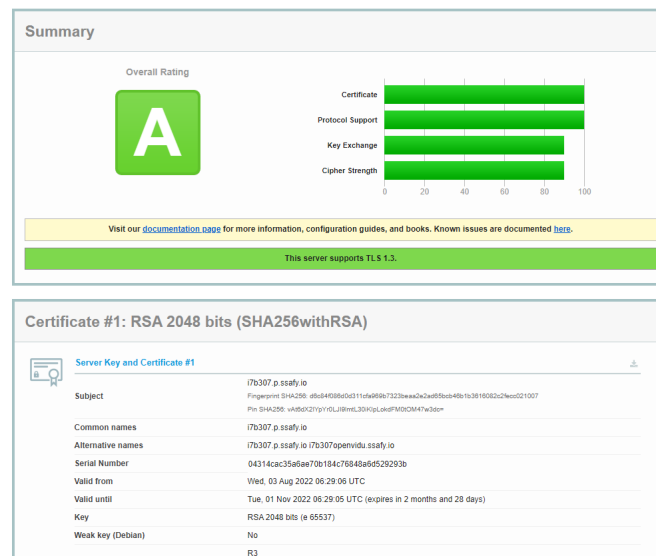 Summary
Overall Rating
A
Certificate
Protocol Support
Key Exchange
Cipher Strength
0 20 40 60 80 100
Visit our documentation page for more information, configuration guides, and books. Known issues are documented here.
This server supports TLS 1.3.
Certificate #1: RSA 2048 bits (SHA256withRSA)
Server Key and Certificate #1
Subject
i7b307.p.ssafy.io
Fingerprint SHA256:
Pin SHA256:
Common names i7b307.p.ssafy.io
Alternative names i7b307.p.ssafy.io i7b307openvidu.ssafy.io
Serial Number 04314cac35a6ae70b184c76848a6d529293b
Valid from Wed, 03 Aug 2022 06:29:06 UTC
Valid until Tue, 01 Nov 2022 06:29:05 UTC (expires in 2 months and 28 days)
Key RSA 2048 bits (e 65537)
Weak key (Debian) No
R3